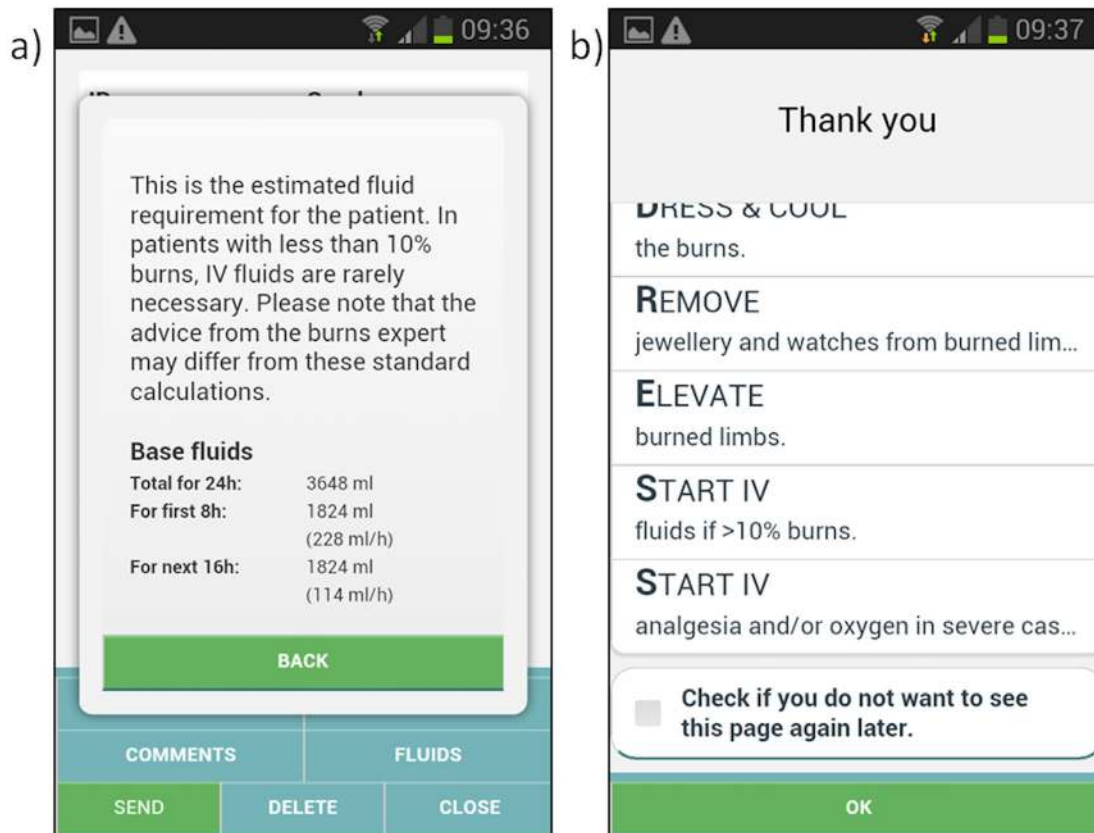 a)
09:36
This is the estimated fluid
requirement for the patient. In
patients with less than 10%
burns, IV fluids are rarely
necessary. Please note that the
advice from the burns expert
may differ from these standard
calculations.
Base fluids
Total for 24h: 3648 ml
For first 8h: 1824 ml
(228 ml/h)
For next 16h: 1824 ml
(114 ml/h)
BACK
COMMENTS FLUIDS
SEND DELETE CLOSE
b)
09:37
Thank you
DRESS & COOL
the burns.
REMOVE
jewellery and watches from burned lim...
ELEVATE
burned limbs.
START IV
fluids if >10% burns.
START IV
analgesia and/or oxygen in severe cas...
Check if you do not want to see
this page again later.
OK